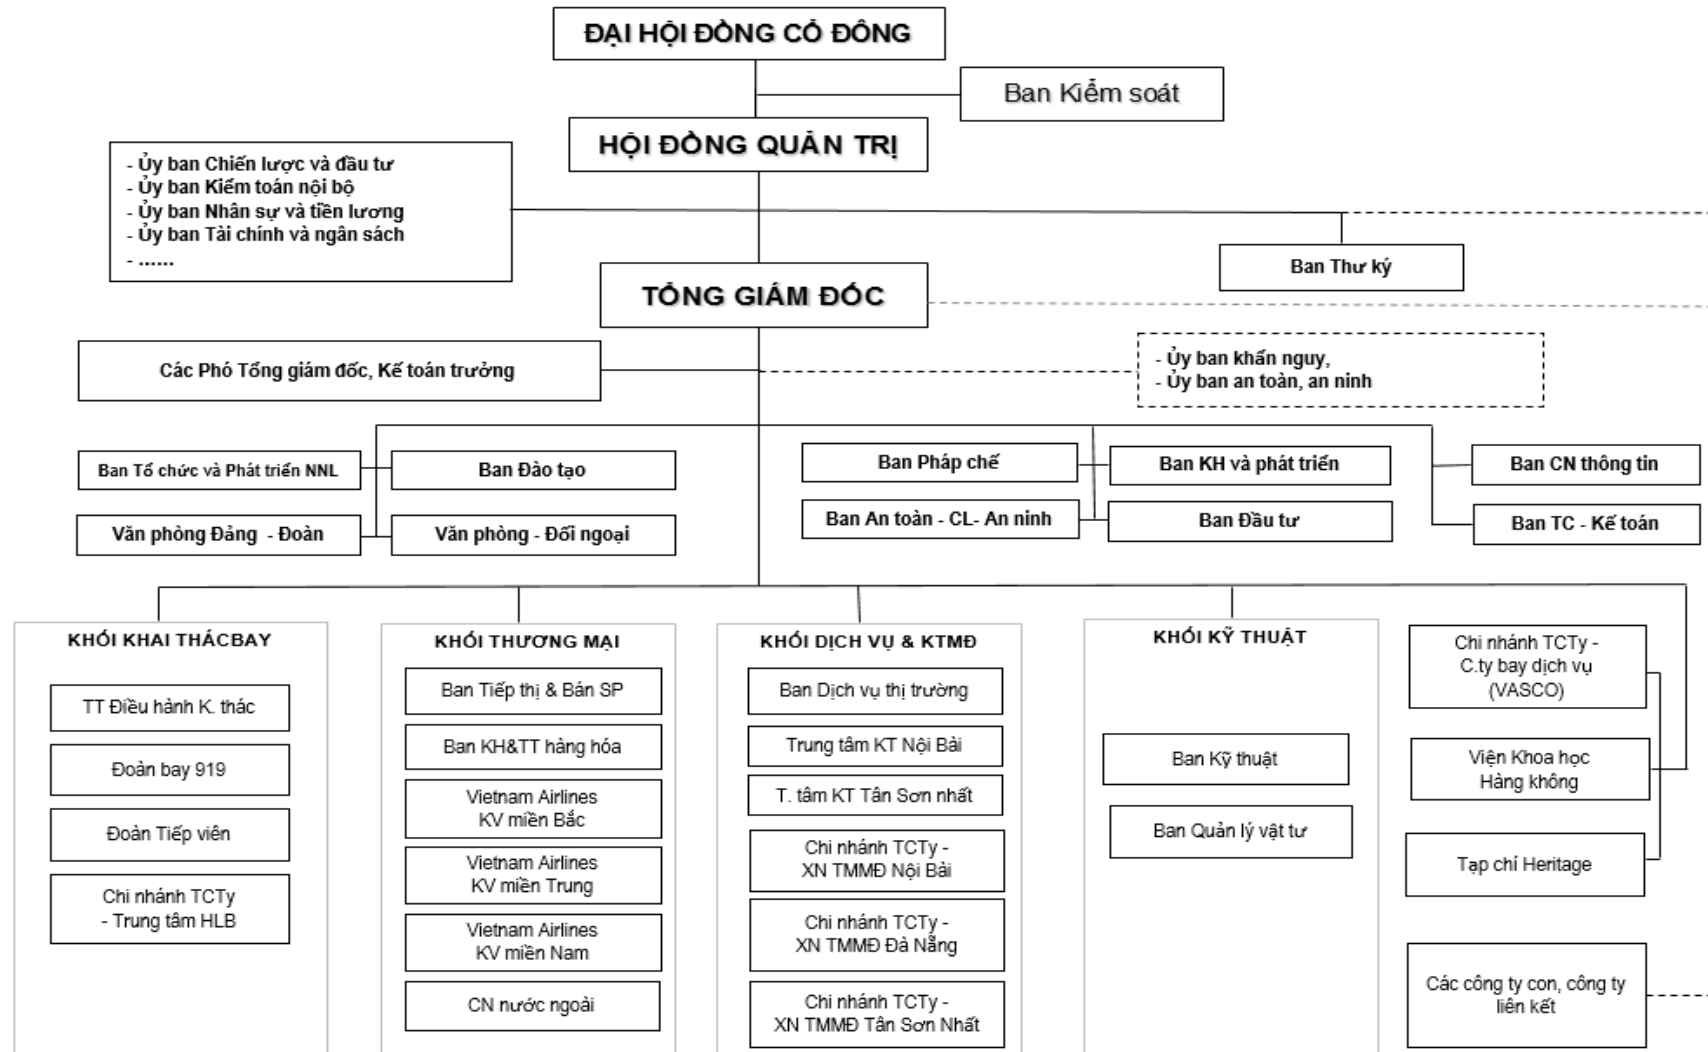 ĐẠI HỘI ĐỒNG CỔ ĐÔNG
Ban Kiểm soát
HỘI ĐỒNG QUẢN TRỊ
- Ủy ban Chiến lược và đầu tư
- Ủy ban Kiểm toán nội bộ
- Ủy ban Nhân sự và tiền lương
- Ủy ban Tài chính và ngân sách
- ......
Ban Thư ký
TỔNG GIÁM ĐỐC
Các Phó Tổng giám đốc, Kế toán trưởng
- Ủy ban khẩn nguy,
- Ủy ban an toàn, an ninh
Ban Tổ chức và Phát triển NNL
Ban Đào tạo
Ban Pháp chế
Ban KH và phát triển
Ban CN thông tin
Văn phòng Đảng - Đoàn
Văn phòng - Đối ngoại
Ban An toàn - CL- An ninh
Ban Đầu tư
Ban TC - Kế toán
KHỐI KHAI THÁCBAY
TT Điều hành K. thác
Đoàn bay 919
Đoàn Tiếp viên
Chi nhánh TCTy
- Trung tâm HLB
KHỐI THƯƠNG MẠI
Ban Tiếp thị & Bán SP
Ban KH&TT hàng hóa
Vietnam Airlines
KV miền Bắc
Vietnam Airlines
KV miền Trung
Vietnam Airlines
KV miền Nam
CN nước ngoài
KHỐI DỊCH VỤ & KTMĐ
Ban Dịch vụ thị trường
Trung tâm KT Nội Bài
T. tâm KT Tân Sơn nhất
Chi nhánh TCTy -
XN TMMĐ Nội Bài
Chi nhánh TCTy -
XN TMMĐ Đà Nẵng
Chi nhánh TCTy -
XN TMMĐ Tân Sơn Nhất
KHỐI KỸ THUẬT
Ban Kỹ thuật
Ban Quản lý vật tư
Chi nhánh TCTy -
C.ty bay dịch vụ
(VASCO)
Viện Khoa học
Hàng không
Tạp chí Heritage
Các công ty con, công ty
liên kết